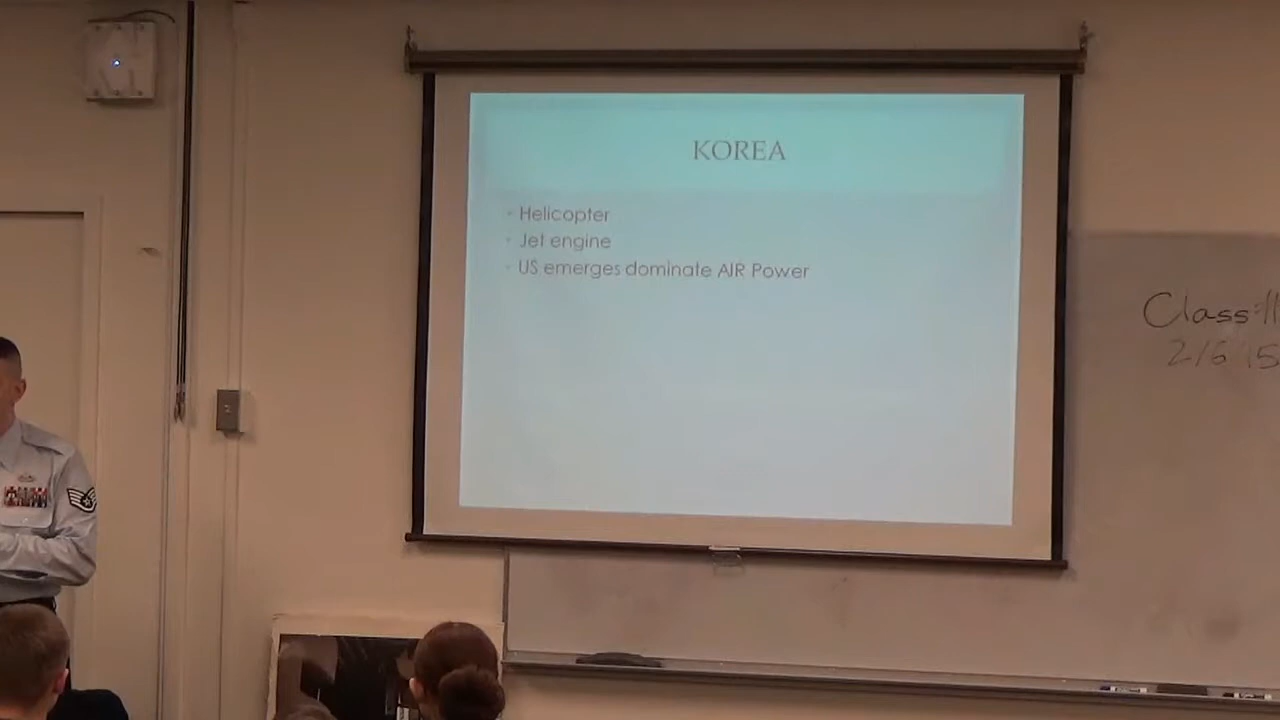 KOREA
Helicopter
Jet engine
US emerges dominate AIR Power
Class
2/6 15